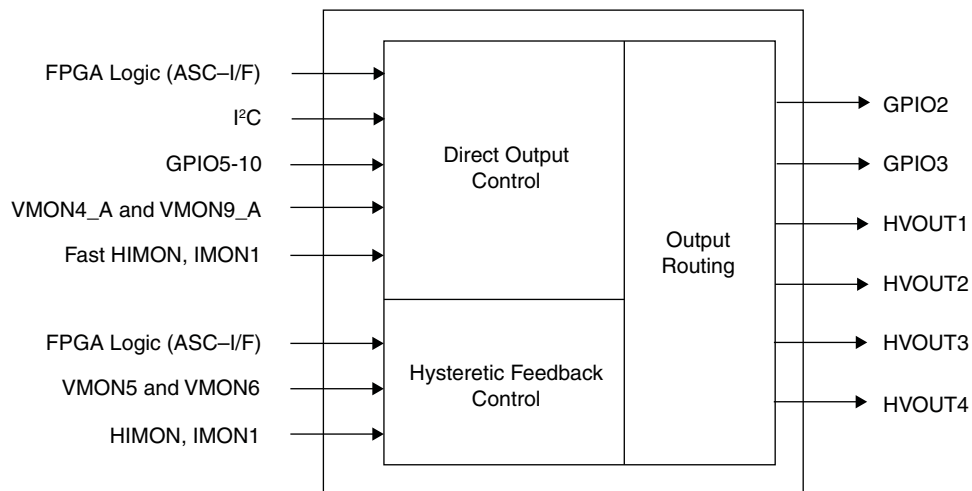 FPGA Logic (ASC–I/F)
I²C
GPIO5-10
VMON4_A and VMON9_A
Fast HIMON, IMON1
FPGA Logic (ASC–I/F)
VMON5 and VMON6
HIMON, IMON1
Direct Output
Control
Hysteretic Feedback
Control
Output
Routing
GPIO2
GPIO3
HVOUT1
HVOUT2
HVOUT3
HVOUT4